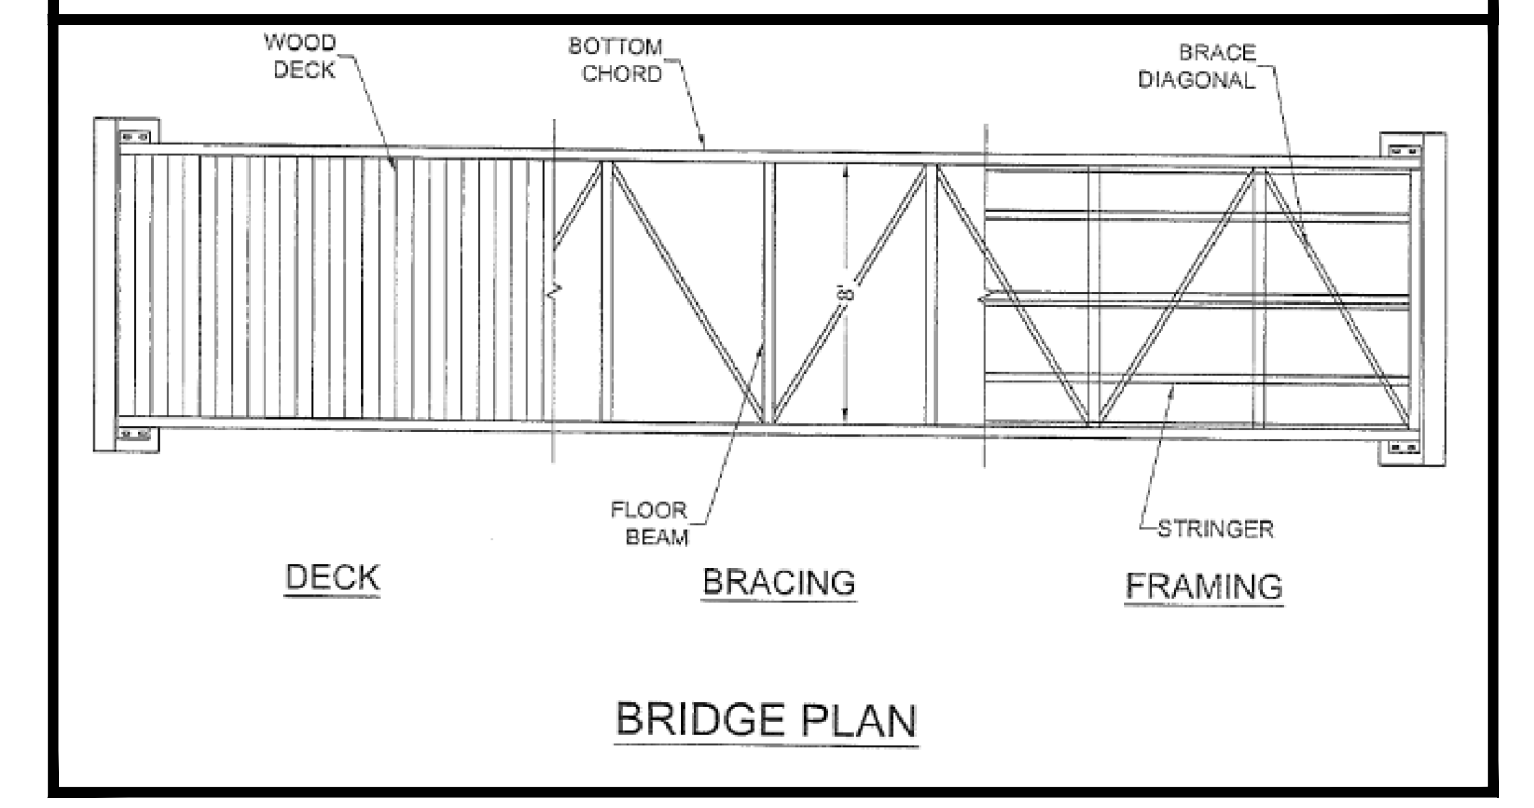 WOOD
DECK
BOTTOM
CHORD
BRACE
DIAGONAL
8'
FLOOR
BEAM
STRINGER
DECK
BRACING
FRAMING
BRIDGE PLAN